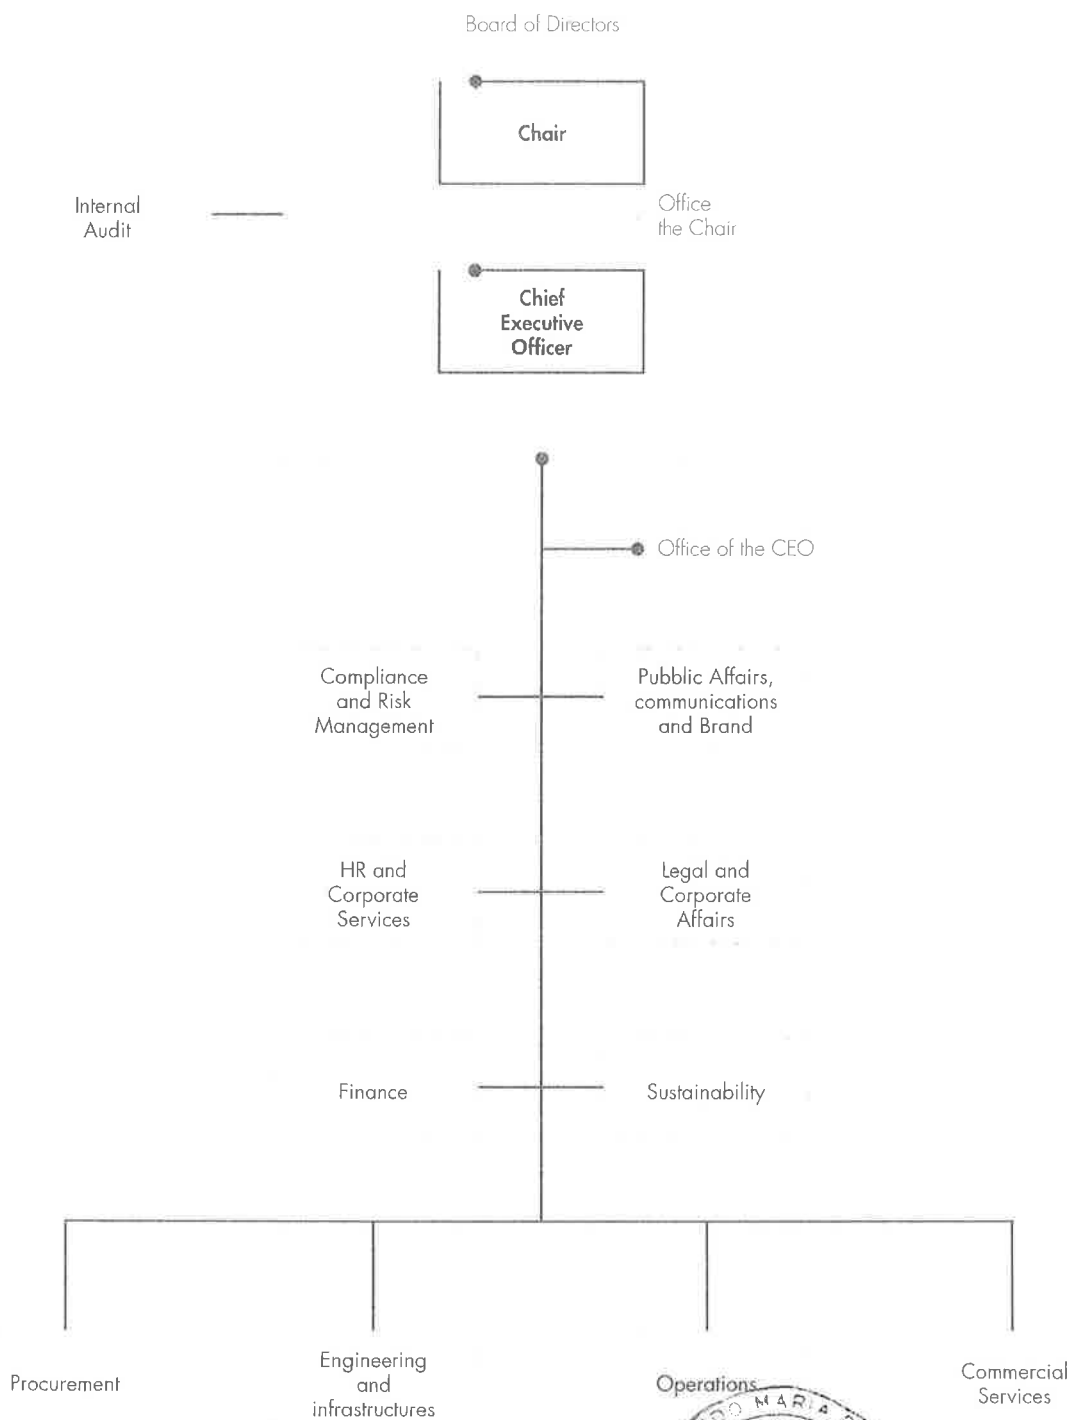 Board of Directors
Chair
Internal
Audit
Office
the Chair
Chief
Executive
Officer
Office of the CEO
Compliance
and Risk
Management
Pubblic Affairs,
communications
and Brand
HR and
Corporate
Services
Legal and
Corporate
Affairs
Finance
Sustainability
Procurement
Engineering
and
infrastructures
Operations
Commercial
Services
MARIA